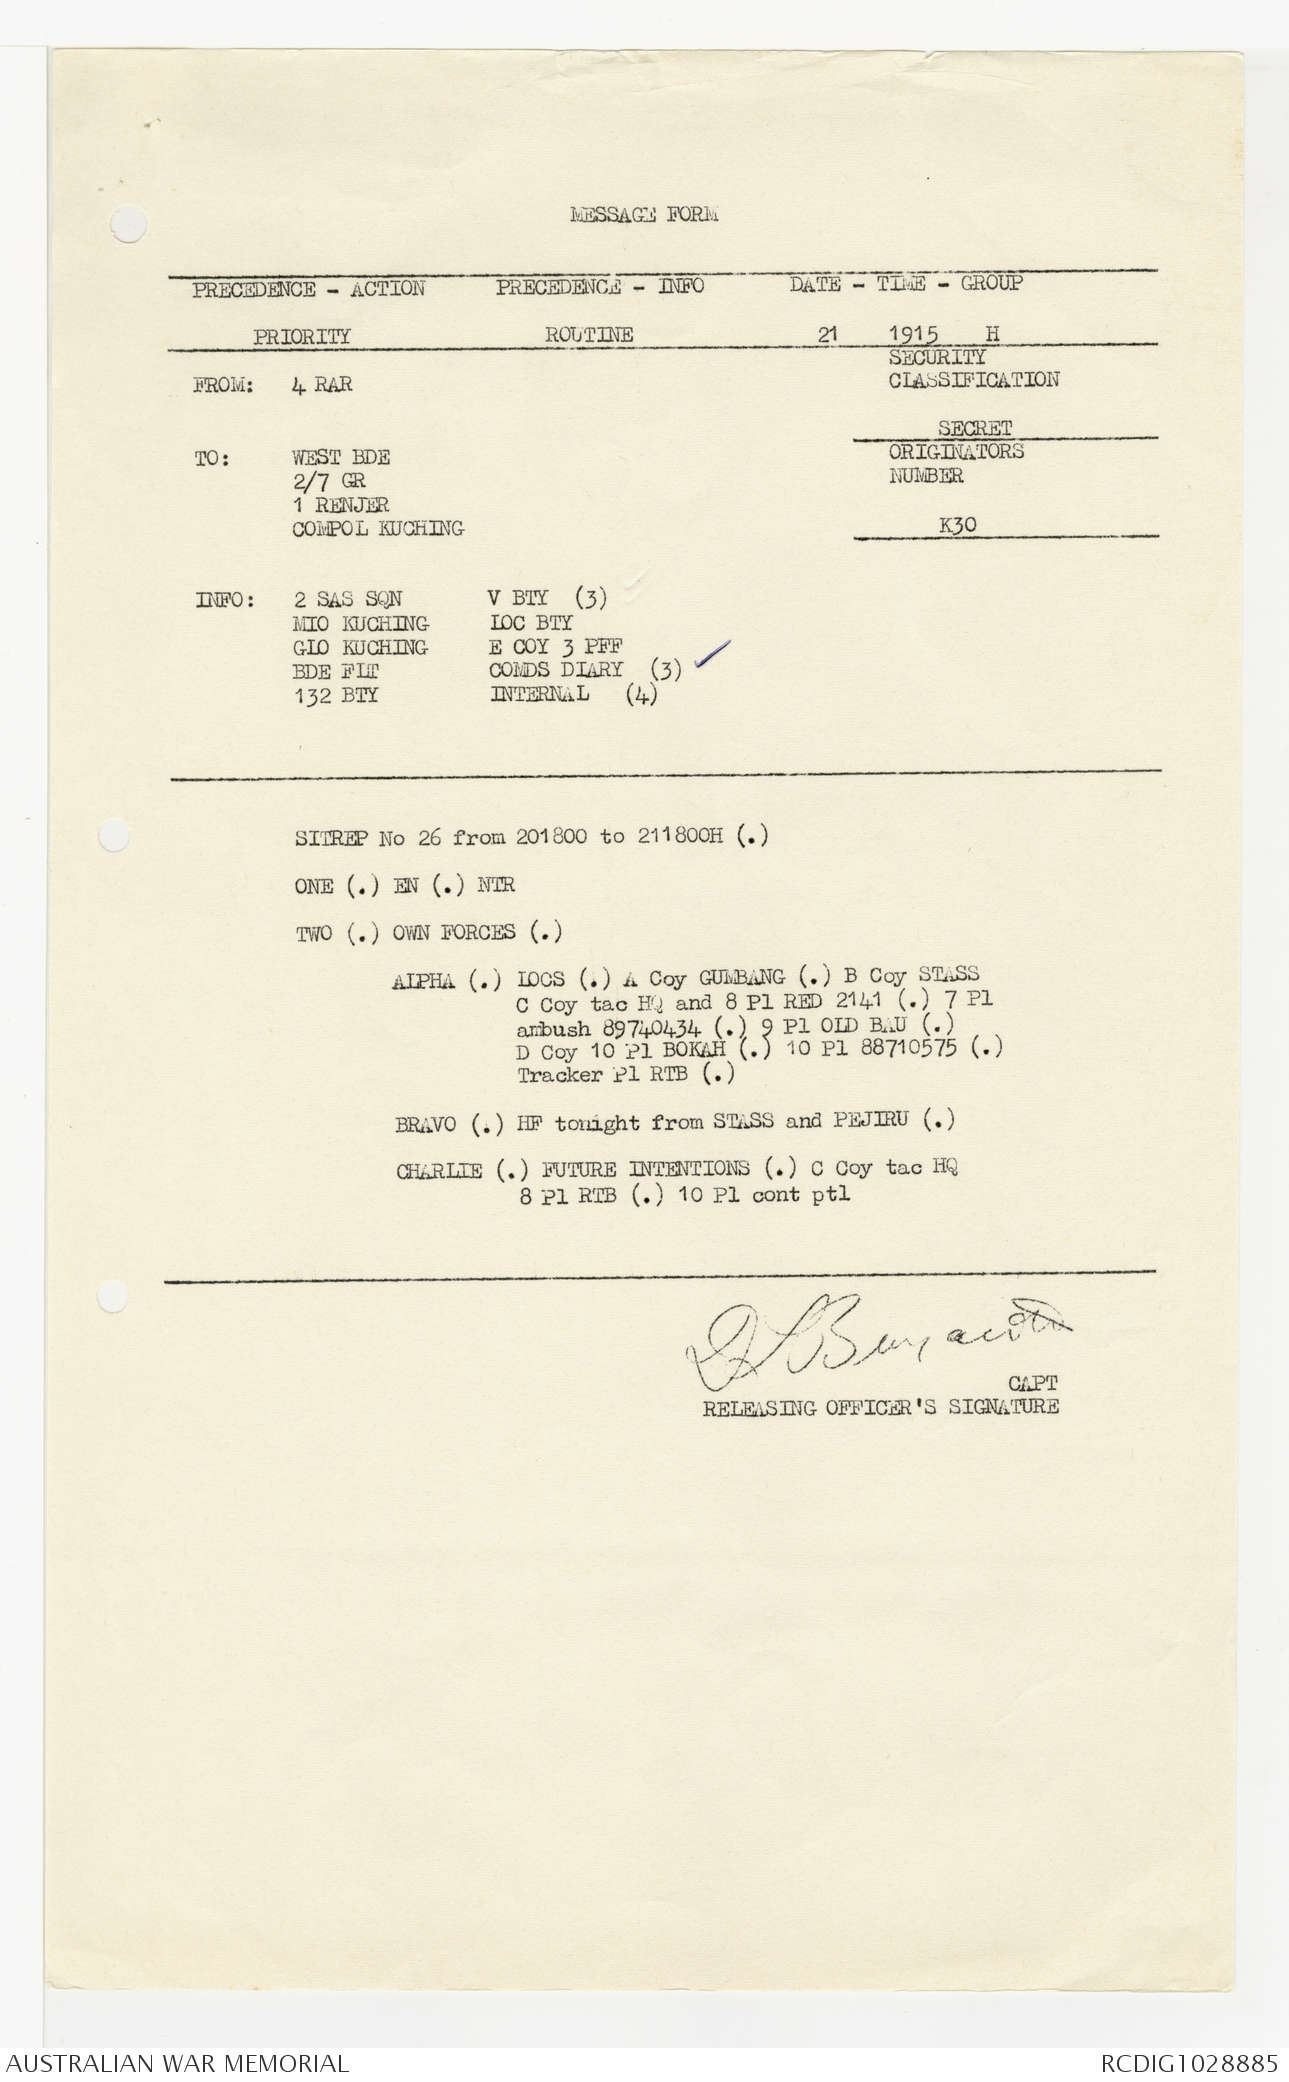 MESSAGE FORM
PRECEDENCE - ACTION PRECEDENCE - INFO DATE - TIME - GROUP
PRIORITY ROUTINE 21 1915 H
SECURITY
FROM: 4 RAR CLASSIFICATION
SECRET
TO: WEST BDE ORIGINATORS
2/7 GR NUMBER
1 RENJER
COMPOL KUCHING K30
INFO: 2 SAS SQN V BTY (3)
MIO KUCHING LOC BTY
GLO KUCHING E COY 3 PFF
BDE FLT COMDS DIARY (3) ✓
132 BTY INTERNAL (4)
SITREP No 26 from 201800 to 211800H (.)
ONE (.) EN (.) NTR
TWO (.) OWN FORCES (.)
ALPHA (.) LOCS (.) A Coy GUMBANG (.) B Coy STASS
C Coy tac HQ and 8 Pl RED 2141 (.) 7 Pl
ambush 89740434 (.) 9 Pl OLD BAU (.)
D Coy 10 Pl BOKAH (.) 10 Pl 88710575 (.)
Tracker Pl RTB (.)
BRAVO (.) HF tonight from STASS and PEJIRU (.)
CHARLIE (.) FUTURE INTENTIONS (.) C Coy tac HQ
8 Pl RTB (.) 10 Pl cont ptl
CAPT
RELEASING OFFICER'S SIGNATURE
AUSTRALIAN WAR MEMORIAL RCDIG1028885